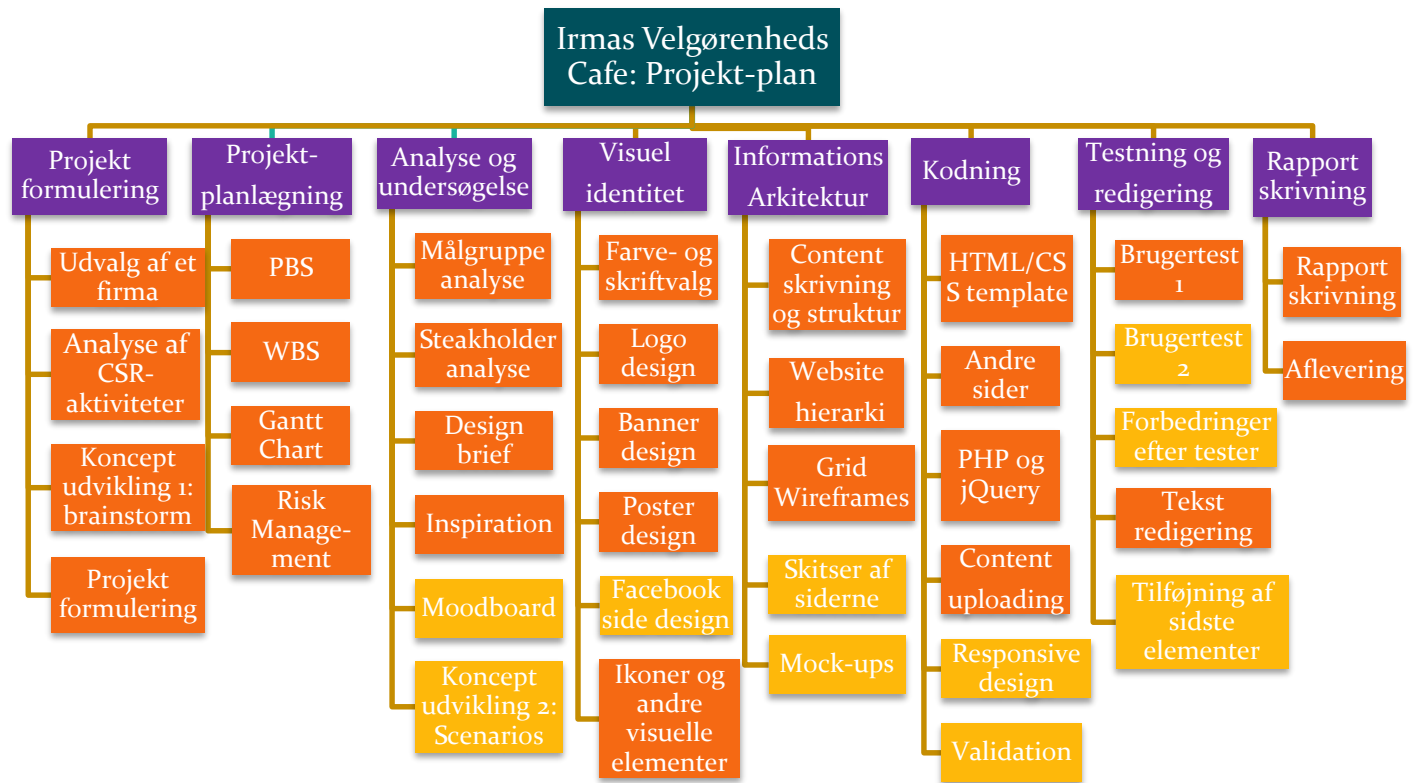 Irmas Velgørenheds
Cafe: Projekt-plan
Projekt
formulering
Udvalg af et
firma
Analyse af
CSR-
aktiviteter
Koncept
udvikling 1:
brainstorm
Projekt
formulering
Projekt-
planlægning
PBS
WBS
Gantt
Chart
Risk
Manage-
ment
Analyse og
undersøgelse
Målgruppe
analyse
Steakholder
analyse
Design
brief
Inspiration
Moodboard
Koncept
udvikling 2:
Scenarios
Visuel
identitet
Farve- og
skriftvalg
Logo
design
Banner
design
Poster
design
Facebook
side design
Ikoner og
andre
visuelle
elementer
Informations
Arkitektur
Content
skrivning
og struktur
Website
hierarki
Grid
Wireframes
Skitser af
siderne
Mock-ups
Kodning
HTML/CS
S template
Andre
sider
PHP og
jQuery
Content
uploading
Responsive
design
Validation
Testning og
redigering
Brugertest
1
Brugertest
2
Forbedringer
efter tester
Tekst
redigering
Tilføjning af
sidste
elementer
Rapport
skrivning
Rapport
skrivning
Aflevering